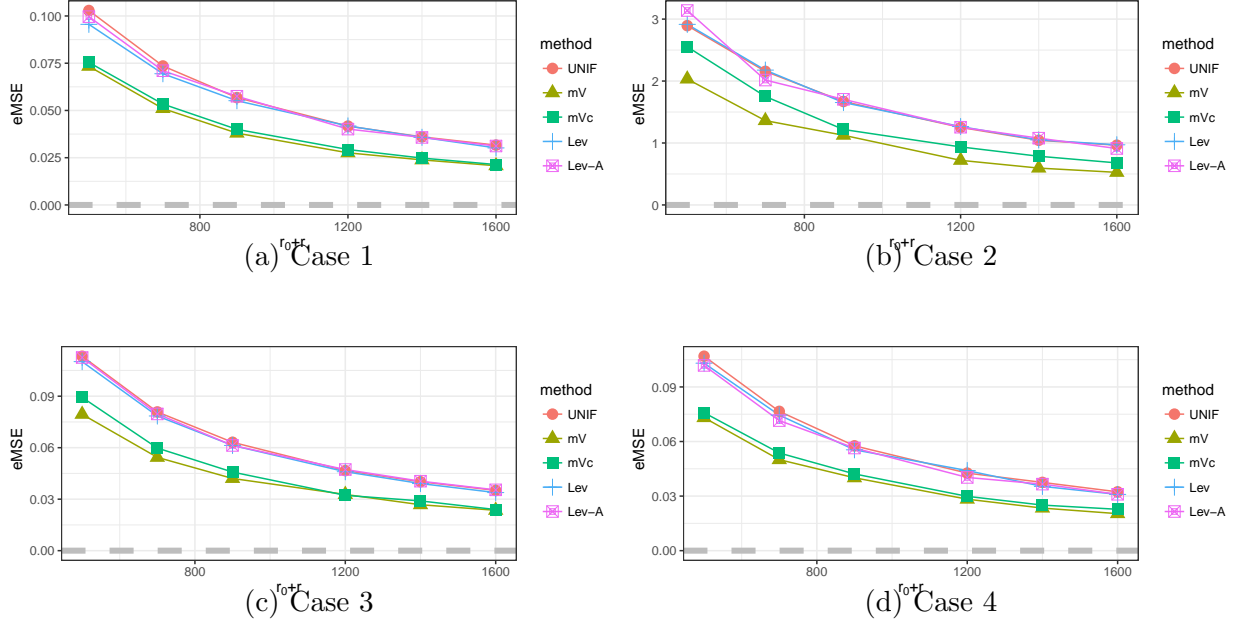 0.100
0.075
0.050
0.025
0.000
eMSE
800
1200
1600
r₀+r
method
UNIF
mV
mVc
Lev
Lev−A
(a) Case 1
3
2
1
0
eMSE
800
1200
1600
r₀+r
method
UNIF
mV
mVc
Lev
Lev−A
(b) Case 2
0.09
0.06
0.03
0.00
eMSE
800
1200
1600
r₀+r
method
UNIF
mV
mVc
Lev
Lev−A
(c) Case 3
0.09
0.06
0.03
0.00
eMSE
800
1200
1600
r₀+r
method
UNIF
mV
mVc
Lev
Lev−A
(d) Case 4